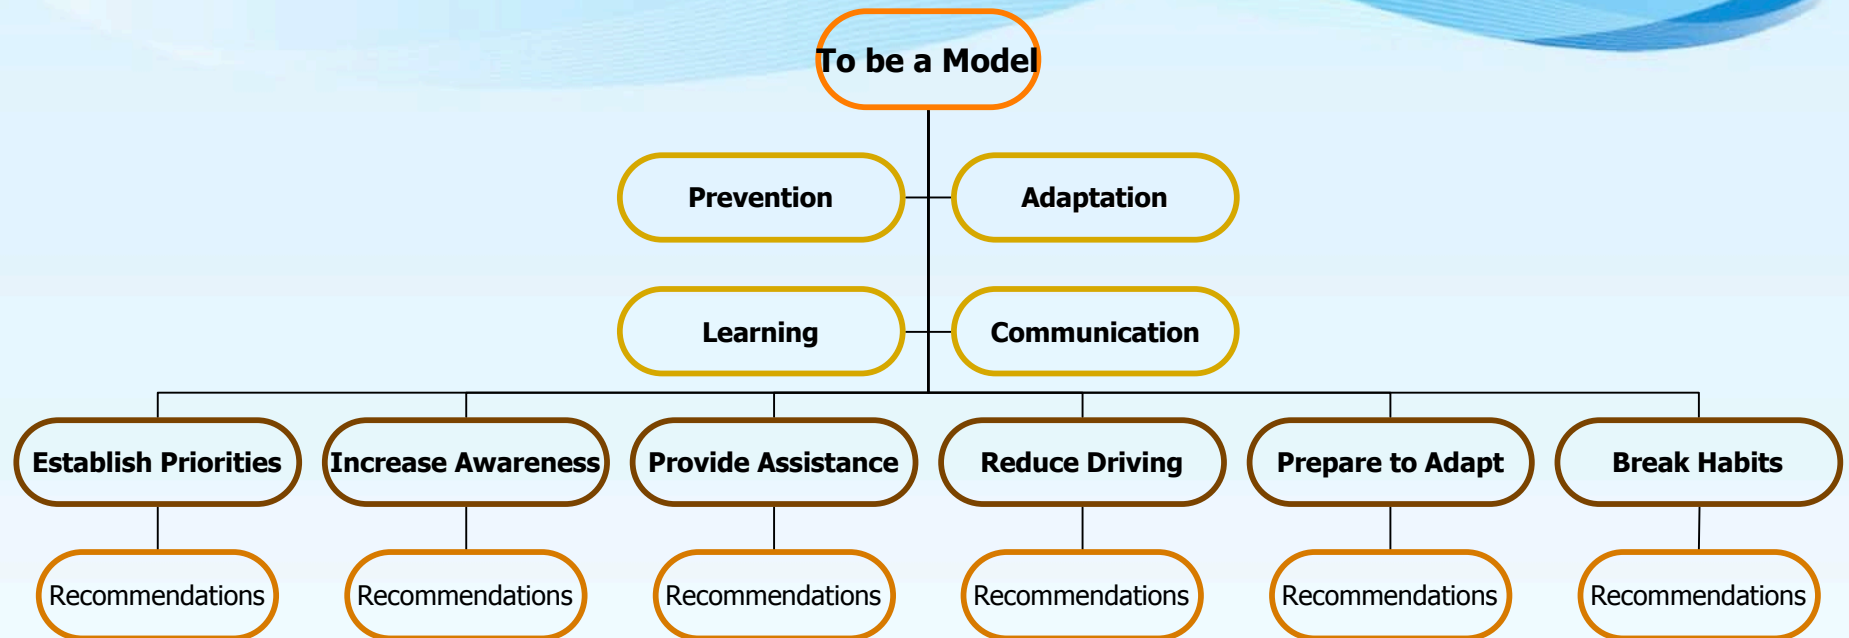 To be a Model
Prevention
Adaptation
Learning
Communication
Establish Priorities
Increase Awareness
Provide Assistance
Reduce Driving
Prepare to Adapt
Break Habits
Recommendations
Recommendations
Recommendations
Recommendations
Recommendations
Recommendations